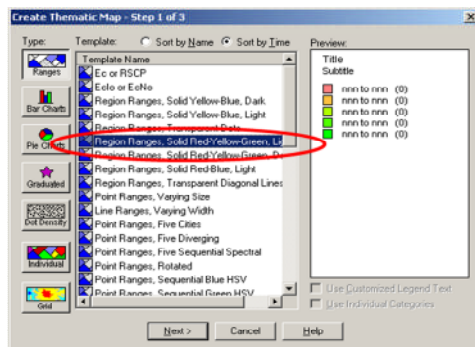 Create Thematic Map - Step 1 of 3
Type:
Template:
Sort by Name
Sort by Time
Preview:
Ranges
Bar Charts
Pie Charts
Graduated
Dot Density
Individual
Grid
Template Name
Ec or RSCP
EcIo or EcNo
Region Ranges, Solid Yellow-Blue, Dark
Region Ranges, Solid Yellow-Blue, Light
Region Ranges, Transparent Dots
Region Ranges, Solid Red-Yellow-Green, Li
Region Ranges, Solid Red-Yellow-Green, D
Region Ranges, Solid Red-Blue, Light
Region Ranges, Transparent Diagonal Lines
Point Ranges, Varying Size
Line Ranges, Varying Width
Point Ranges, Five Cities
Point Ranges, Five Diverging
Point Ranges, Five Sequential Spectral
Point Ranges, Rotated
Point Ranges, Sequential Blue HSV
Point Ranges, Sequential Green HSV
Title
Subtitle
nnn to nnn (0)
nnn to nnn (0)
nnn to nnn (0)
nnn to nnn (0)
nnn to nnn (0)
Use Customized Legend Text
Use Individual Categories
Next >
Cancel
Help